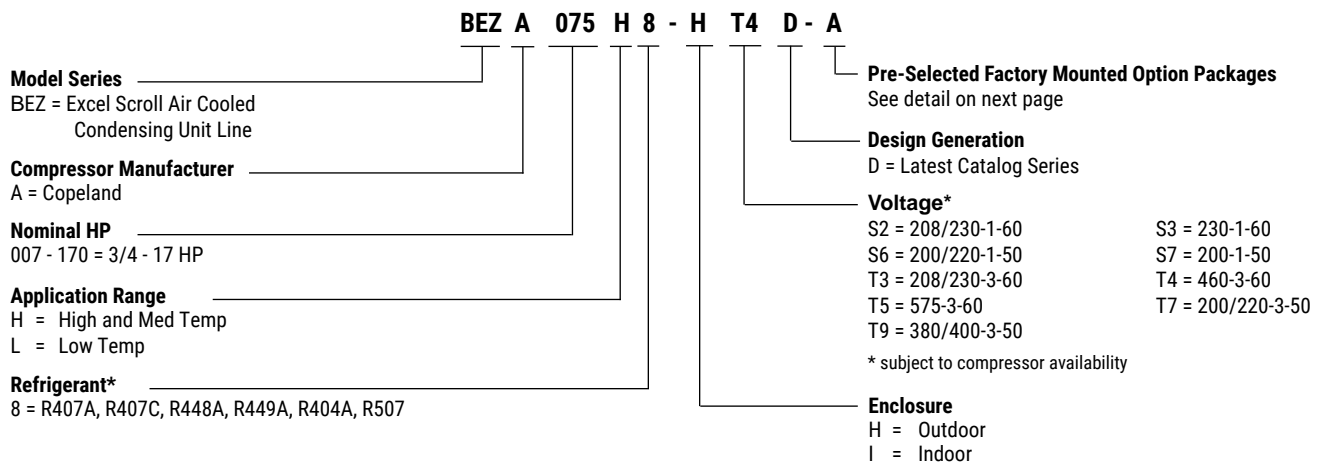 BEZ A 075 H 8 - H T4 D - A
Model Series
BEZ = Excel Scroll Air Cooled
Condensing Unit Line
Compressor Manufacturer
A = Copeland
Nominal HP
007 - 170 = 3/4 - 17 HP
Application Range
H = High and Med Temp
L = Low Temp
Refrigerant*
8 = R407A, R407C, R448A, R449A, R404A, R507
Pre-Selected Factory Mounted Option Packages
See detail on next page
Design Generation
D = Latest Catalog Series
Voltage*
S2 = 208/230-1-60 S3 = 230-1-60
S6 = 200/220-1-50 S7 = 200-1-50
T3 = 208/230-3-60 T4 = 460-3-60
T5 = 575-3-60 T7 = 200/220-3-50
T9 = 380/400-3-50
* subject to compressor availability
Enclosure
H = Outdoor
I = Indoor